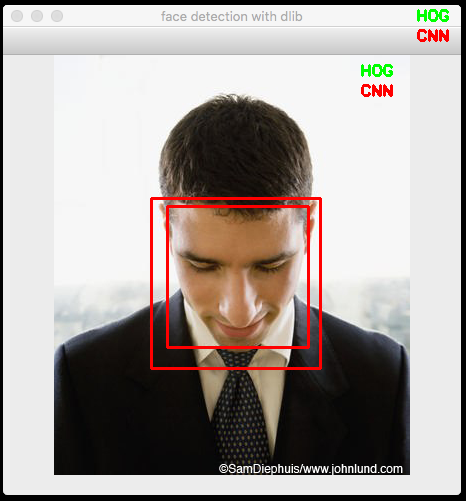 face detection with dlib
HOG
CNN
HOG
CNN
©SamDiephuis/www.johnlund.com